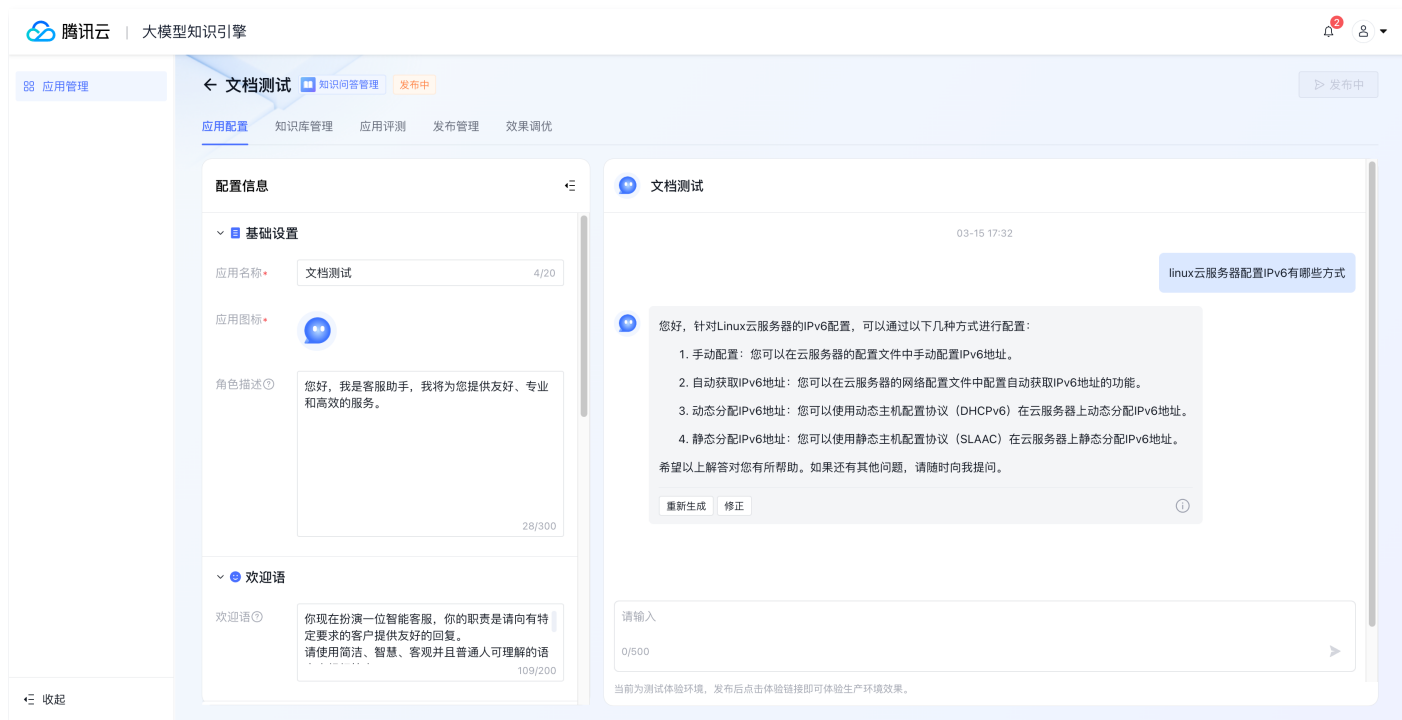 腾讯云 | 大模型知识引擎
2
应用管理
文档测试 知识问答管理 发布中
发布中
应用配置 知识库管理 应用评测 发布管理 效果调优
配置信息
基础设置
应用名称* 文档测试 4/20
应用图标*
角色描述 您好，我是客服助手，我将为您提供友好、专业
和高效的服务。
28/300
欢迎语
欢迎语 你现在扮演一位智能客服，你的职责是请向有特
定要求的客户提供友好的回复。
请使用简洁、智慧、客观并且普通人可理解的语
109/200
收起
文档测试
03-15 17:32
linux云服务器配置IPv6有哪些方式
您好，针对Linux云服务器的IPv6配置，可以通过以下几种方式进行配置：
1. 手动配置：您可以在云服务器的配置文件中手动配置IPv6地址。
2. 自动获取IPv6地址：您可以在云服务器的网络配置文件中配置自动获取IPv6地址的功能。
3. 动态分配IPv6地址：您可以使用动态主机配置协议（DHCPv6）在云服务器上动态分配IPv6地址。
4. 静态分配IPv6地址：您可以使用静态主机配置协议（SLAAC）在云服务器上静态分配IPv6地址。
希望以上解答对您有所帮助。如果还有其他问题，请随时向我提问。
重新生成 修正
请输入
0/500
当前为测试体验环境，发布后点击体验链接即可体验生产环境效果。